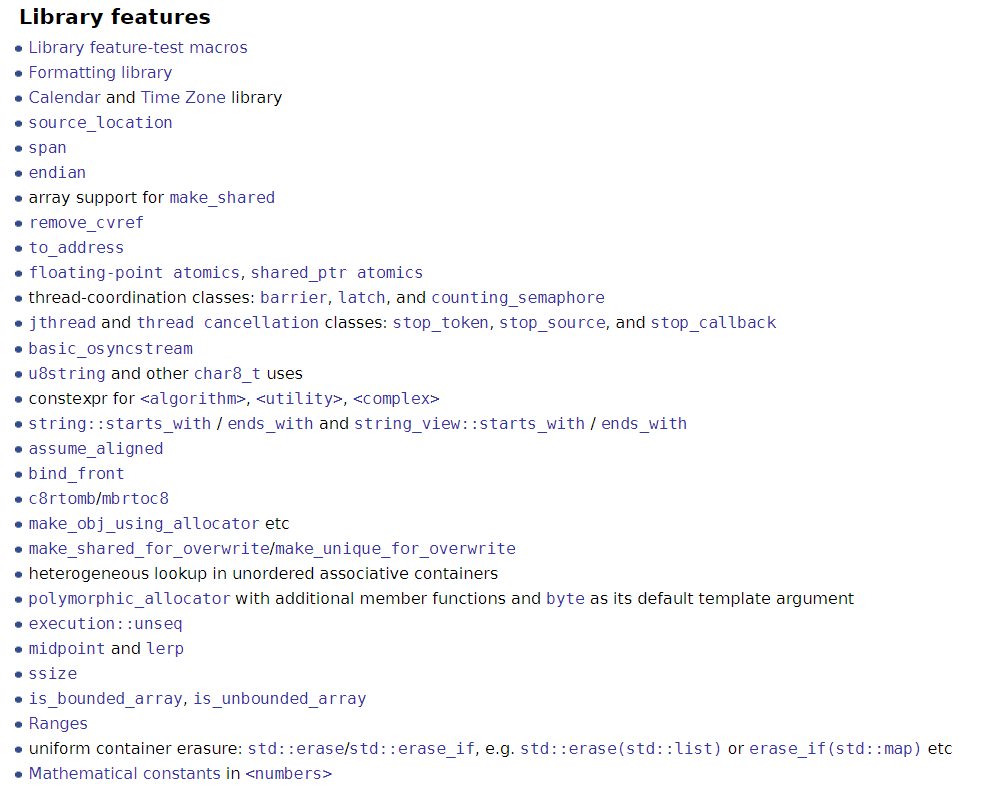 Library features
Library feature-test macros
Formatting library
Calendar and Time Zone library
source_location
span
endian
array support for make_shared
remove_cvref
to_address
floating-point atomics, shared_ptr atomics
thread-coordination classes: barrier, latch, and counting_semaphore
jthread and thread cancellation classes: stop_token, stop_source, and stop_callback
basic_osyncstream
u8string and other char8_t uses
constexpr for <algorithm>, <utility>, <complex>
string::starts_with / ends_with and string_view::starts_with / ends_with
assume_aligned
bind_front
c8rtomb/mbrtoc8
make_obj_using_allocator etc
make_shared_for_overwrite/make_unique_for_overwrite
heterogeneous lookup in unordered associative containers
polymorphic_allocator with additional member functions and byte as its default template argument
execution::unseq
midpoint and lerp
ssize
is_bounded_array, is_unbounded_array
Ranges
uniform container erasure: std::erase/std::erase_if, e.g. std::erase(std::list) or erase_if(std::map) etc
Mathematical constants in <numbers>